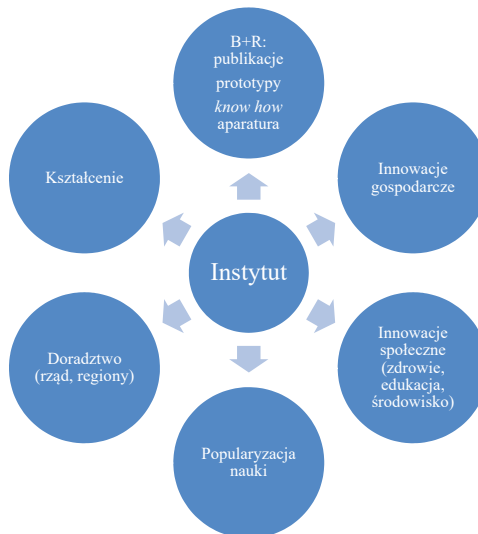 B+R:
publikacje
prototypy
know how
aparatura
Kształcenie
Innowacje
gospodarcze
Instytut
Doradztwo
(rząd, regiony)
Innowacje
społeczne
(zdrowie,
edukacja,
środowisko)
Popularyzacja
nauki